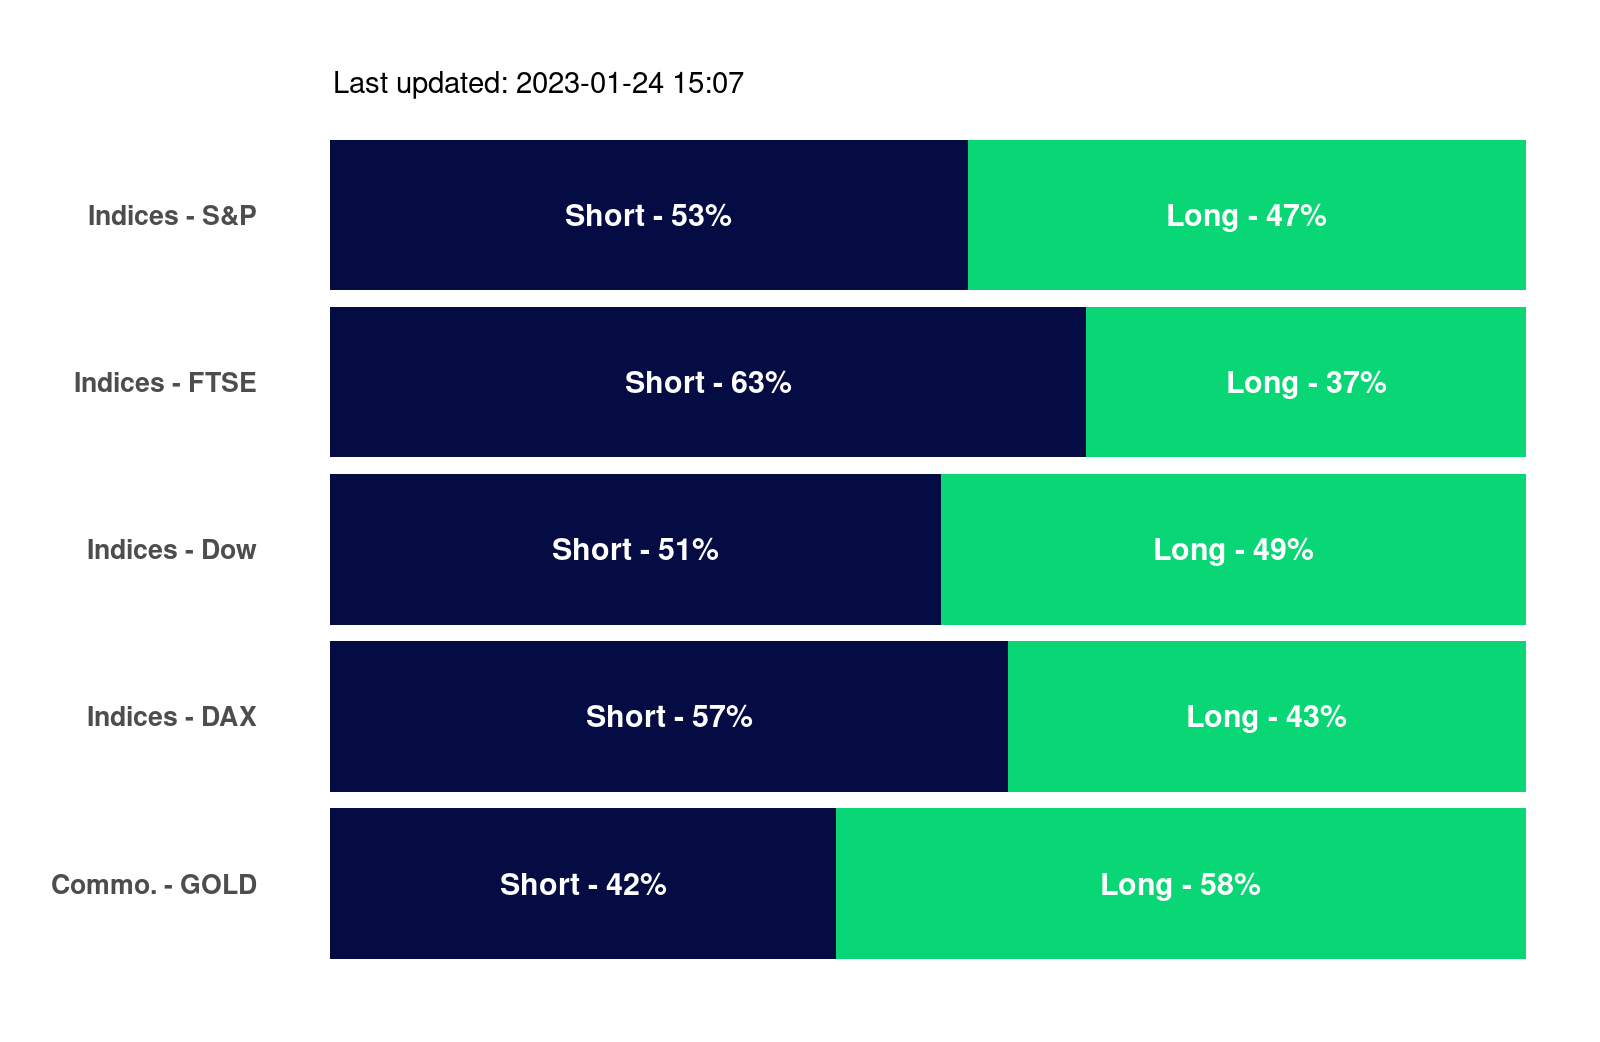 Last updated: 2023-01-24 15:07
Indices - S&P Short - 53% Long - 47%
Indices - FTSE Short - 63% Long - 37%
Indices - Dow Short - 51% Long - 49%
Indices - DAX Short - 57% Long - 43%
Commo. - GOLD Short - 42% Long - 58%